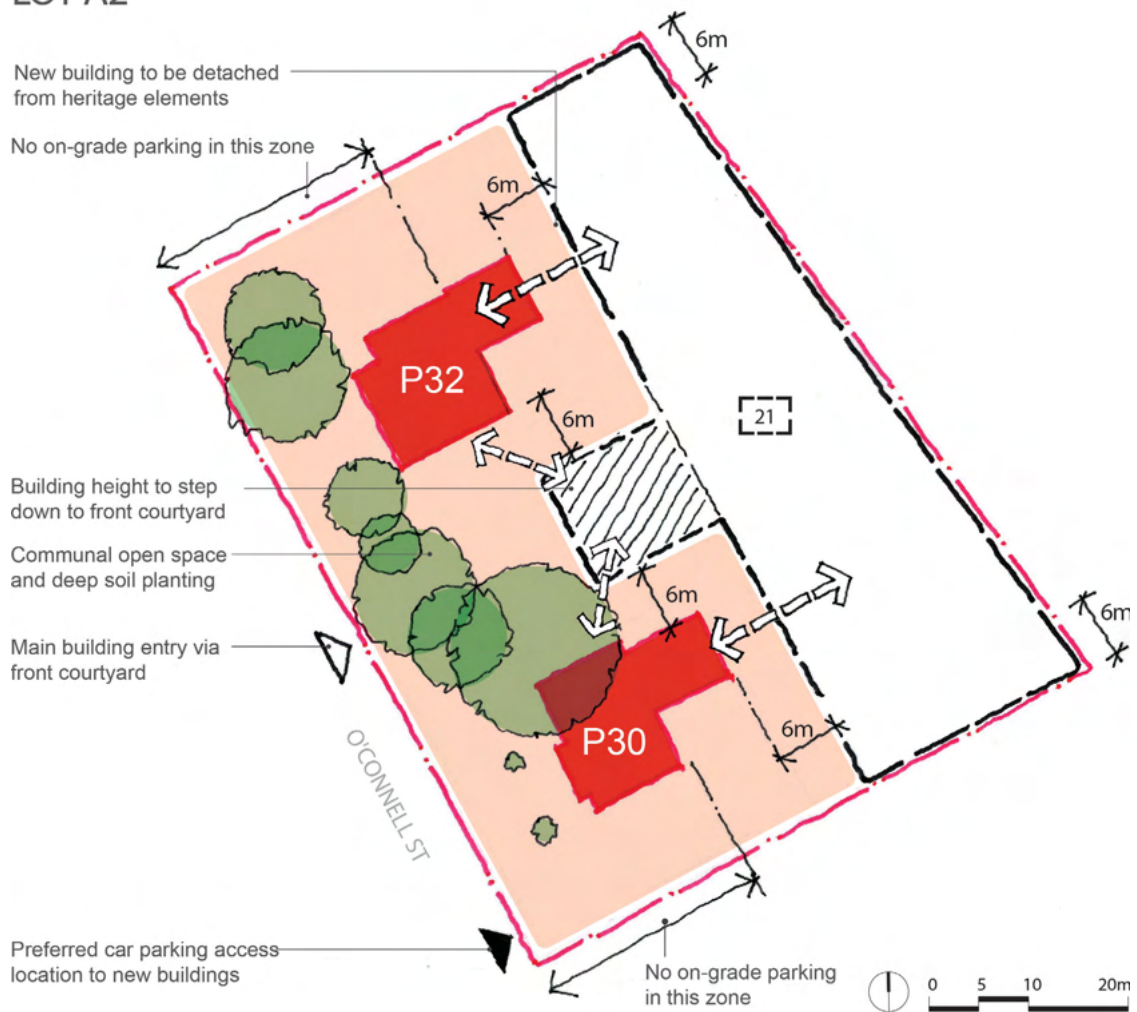 LOT A2
6m
New building to be detached
from heritage elements
No on-grade parking in this zone
6m
P32
6m
21
Building height to step
down to front courtyard
Communal open space
and deep soil planting
6m
6m
Main building entry via
front courtyard
P30
6m
O'CONNELL ST
Preferred car parking access
location to new buildings
No on-grade parking
in this zone
0 5 10 20m